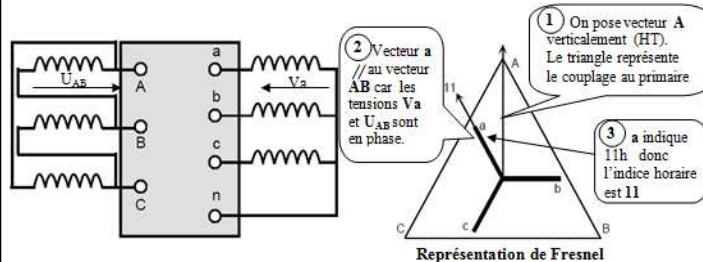 A
U_AB
B
C
a
b
c
n
Va
2 Vecteur a
// au vecteur
AB car les
tensions Va
et U_AB sont
en phase.
1 On pose vecteur A
verticalement (HT).
Le triangle représente
le couplage au primaire
3 a indique
11h donc
l'indice horaire
est 11
11
A
a
b
c
C
B
Représentation de Fresnel